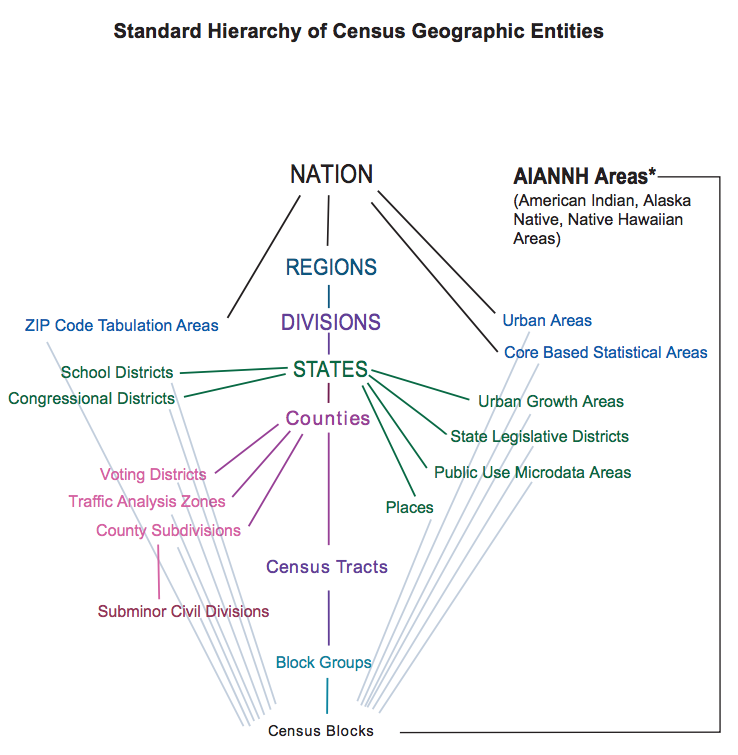 Standard Hierarchy of Census Geographic Entities
NATION
AIANNH Areas*
(American Indian, Alaska
Native, Native Hawaiian
Areas)
REGIONS
ZIP Code Tabulation Areas
DIVISIONS
Urban Areas
Core Based Statistical Areas
School Districts
STATES
Congressional Districts
Urban Growth Areas
Counties
State Legislative Districts
Voting Districts
Public Use Microdata Areas
Traffic Analysis Zones
Places
County Subdivisions
Census Tracts
Subminor Civil Divisions
Block Groups
Census Blocks